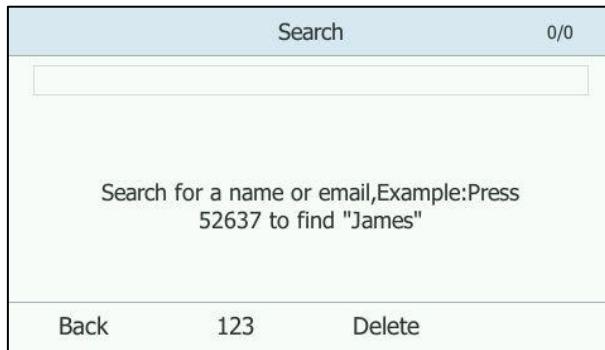 Search 0/0
Search for a name or email,Example:Press
52637 to find "James"
Back 123 Delete